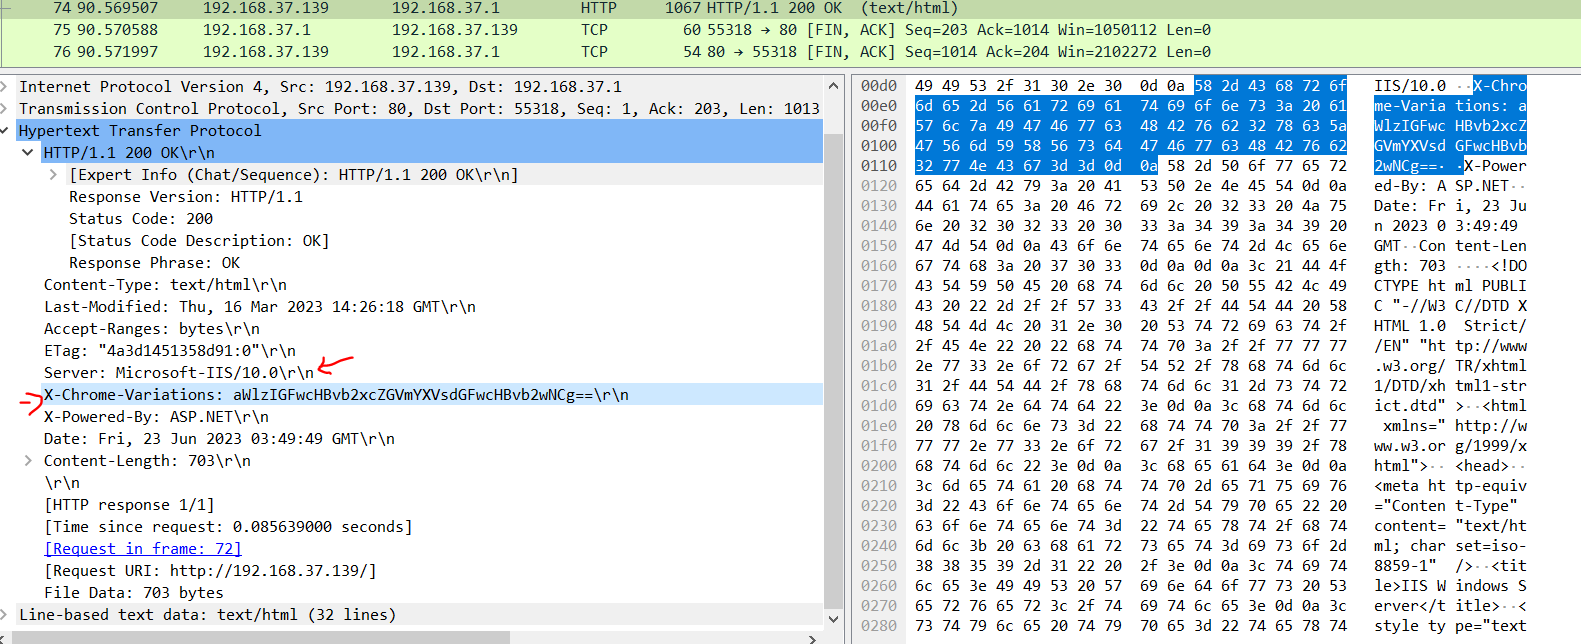 74 90.569507 192.168.37.139 192.168.37.1 HTTP 1067 HTTP/1.1 200 OK (text/html)
75 90.570588 192.168.37.1 192.168.37.139 TCP 60 55318 → 80 [FIN, ACK] Seq=203 Ack=1014 Win=1050112 Len=0
76 90.571997 192.168.37.139 192.168.37.1 TCP 54 80 → 55318 [FIN, ACK] Seq=1014 Ack=204 Win=2102272 Len=0
Internet Protocol Version 4, Src: 192.168.37.139, Dst: 192.168.37.1
Transmission Control Protocol, Src Port: 80, Dst Port: 55318, Seq: 1, Ack: 203, Len: 1013
Hypertext Transfer Protocol
HTTP/1.1 200 OK\r\n
[Expert Info (Chat/Sequence): HTTP/1.1 200 OK\r\n]
Response Version: HTTP/1.1
Status Code: 200
[Status Code Description: OK]
Response Phrase: OK
Content-Type: text/html\r\n
Last-Modified: Thu, 16 Mar 2023 14:26:18 GMT\r\n
Accept-Ranges: bytes\r\n
ETag: "4a3d1451358d91:0"\r\n
Server: Microsoft-IIS/10.0\r\n
X-Chrome-Variations: aWlzIGFwcHBvb2xcZGVmYXVsdGFwcHBvb2wNCg==\r\n
X-Powered-By: ASP.NET\r\n
Date: Fri, 23 Jun 2023 03:49:49 GMT\r\n
Content-Length: 703\r\n
\r\n
[HTTP response 1/1]
[Time since request: 0.085639000 seconds]
[Request in frame: 72]
[Request URI: http://192.168.37.139/]
File Data: 703 bytes
Line-based text data: text/html (32 lines)
00d0 49 49 53 2f 31 30 2e 30 0d 0a 58 2d 43 68 72 6f IIS/10.0 ··X-Chro
00e0 6d 65 2d 56 61 72 69 61 74 69 6f 6e 73 3a 20 61 me-Varia tions: a
00f0 57 6c 7a 49 47 46 77 63 48 42 76 62 32 78 63 5a WlzIGFwc HBvb2xcZ
0100 47 56 6d 59 58 56 73 64 47 46 77 63 48 42 76 62 GVmYXVsd GFwcHBvb
0110 32 77 4e 43 67 3d 3d 0d 0a 58 2d 50 6f 77 65 72 2wNCg==· ·X-Power
0120 65 64 2d 42 79 3a 20 41 53 50 2e 4e 45 54 0d 0a ed-By: A SP.NET··
0130 44 61 74 65 3a 20 46 72 69 2c 20 32 33 20 4a 75 Date: Fr i, 23 Ju
0140 6e 20 32 30 32 33 20 30 33 3a 34 39 3a 34 39 20 n 2023 0 3:49:49
0150 47 4d 54 0d 0a 43 6f 6e 74 65 6e 74 2d 4c 65 6e GMT··Con tent-Len
0160 67 74 68 3a 20 37 30 33 0d 0a 0d 0a 3c 21 44 4f gth: 703 ····<!DO
0170 43 54 59 50 45 20 68 74 6d 6c 20 50 55 42 4c 49 CTYPE ht ml PUBLI
0180 43 20 22 2d 2f 2f 57 33 43 2f 2f 44 54 44 20 58 C "-//W3 C//DTD X
0190 48 54 4d 4c 20 31 2e 30 20 53 74 72 69 63 74 2f HTML 1.0 Strict/
01a0 2f 45 4e 22 20 22 68 74 74 70 3a 2f 2f 77 77 77 /EN" "ht tp://www
01b0 2e 77 33 2e 6f 72 67 2f 54 52 2f 78 68 74 6d 6c .w3.org/ TR/xhtml
01c0 31 2f 44 54 44 2f 78 68 74 6d 6c 31 2d 73 74 72 1/DTD/xh tml1-str
01d0 69 63 74 2e 64 74 64 22 3e 0d 0a 3c 68 74 6d 6c ict.dtd" >··<html
01e0 20 78 6d 6c 6e 73 3d 22 68 74 74 70 3a 2f 2f 77 xmlns=" http://w
01f0 77 77 2e 77 33 2e 6f 72 67 2f 31 39 39 39 2f 78 ww.w3.or g/1999/x
0200 68 74 6d 6c 22 3e 0d 0a 3c 68 65 61 64 3e 0d 0a html">·· <head>··
0210 3c 6d 65 74 61 20 68 74 74 70 2d 65 71 75 69 76 <meta ht tp-equiv
0220 3d 22 43 6f 6e 74 65 6e 74 2d 54 79 70 65 22 20 ="Conten t-Type"
0230 63 6f 6e 74 65 6e 74 3d 22 74 65 78 74 2f 68 74 content= "text/ht
0240 6d 6c 3b 20 63 68 61 72 73 65 74 3d 69 73 6f 2d ml; char set=iso-
0250 38 38 35 39 2d 31 22 20 2f 3e 0d 0a 3c 74 69 74 8859-1" />··<tit
0260 6c 65 3e 49 49 53 20 57 69 6e 64 6f 77 73 20 53 le>IIS W indows S
0270 65 72 76 65 72 3c 2f 74 69 74 6c 65 3e 0d 0a 3c erver</t itle>··<
0280 73 74 79 6c 65 20 74 79 70 65 3d 22 74 65 78 74 style ty pe="text